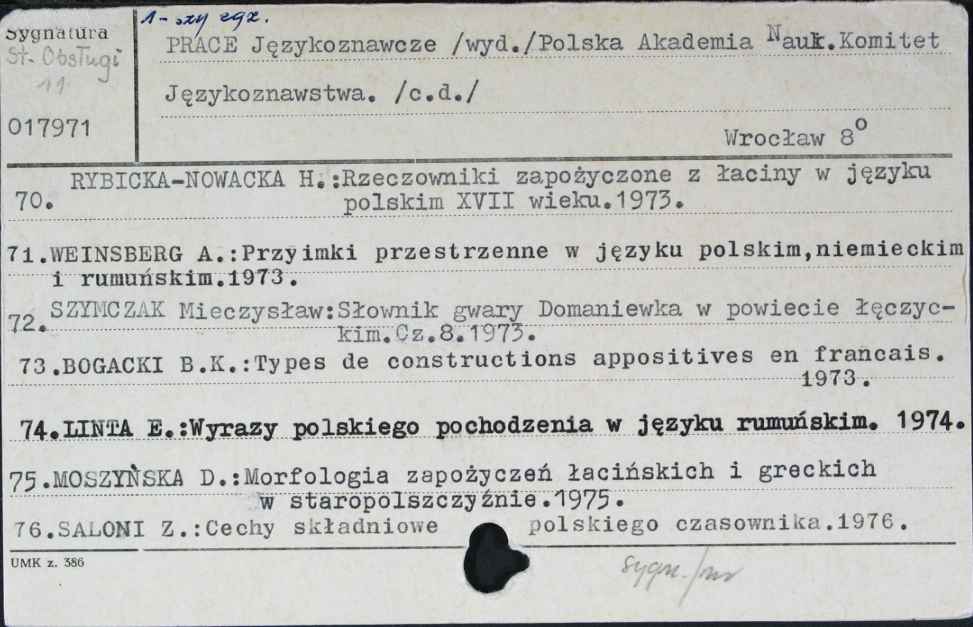 1-szy egz.
Sygnatura
St. Obsługi
11
017971
PRACE Językoznawcze /wyd./Polska Akademia Nauk.Komitet
Językoznawstwa. /c.d./
Wrocław 8°
70. RYBICKA-NOWACKA H.:Rzeczowniki zapożyczone z łaciny w języku
polskim XVII wieku.1973.
71.WEINSBERG A.:Przyimki przestrzenne w języku polskim,niemieckim
i rumuńskim.1973.
72. SZYMCZAK Mieczysław:Słownik gwary Domaniewka w powiecie łęczyc-
kim.Cz.8.1973.
73.BOGACKI B.K.:Types de constructions appositives en francais.
1973.
74.LINTA E.:Wyrazy polskiego pochodzenia w języku rumuńskim. 1974.
75.MOSZYŃSKA D.:Morfologia zapożyczeń łacińskich i greckich
w staropolszczyźnie.1975.
76.SALONI Z.:Cechy składniowe polskiego czasownika.1976.
UMK z. 386
sygn./